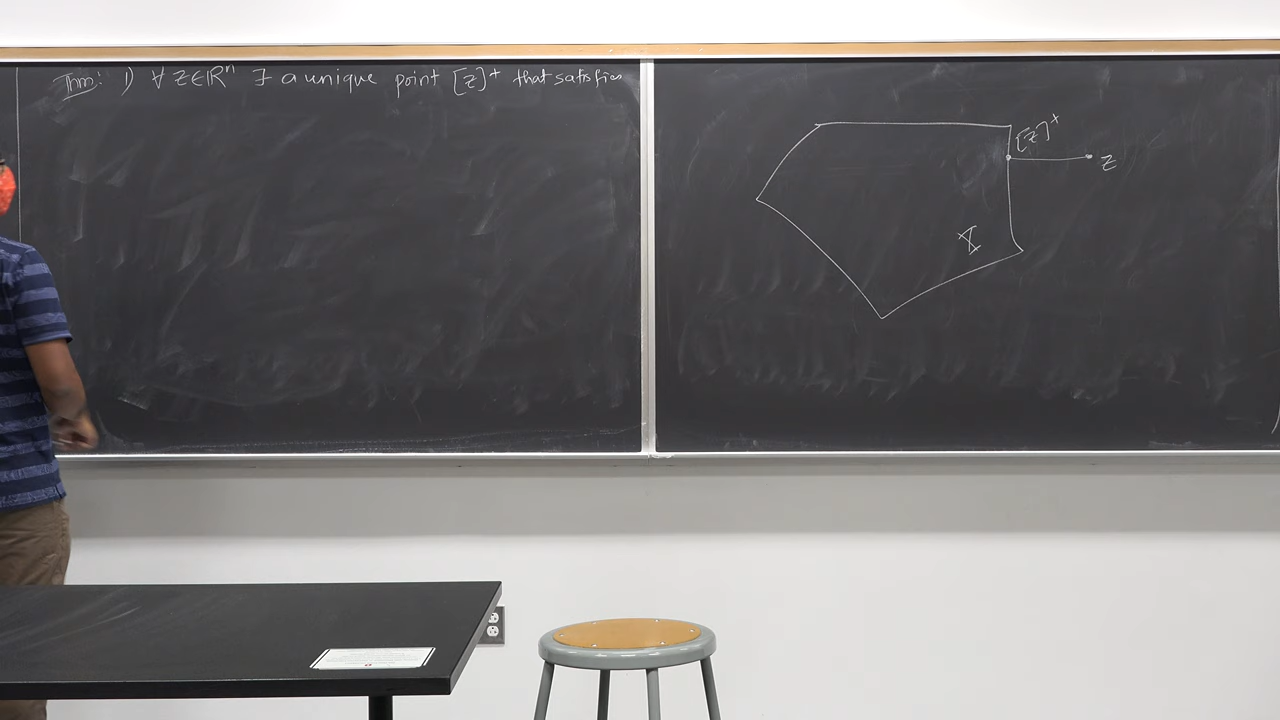 Thm: 1) ∀ z∈ℝⁿ ∃ a unique point [z]⁺ that satisfies
[z]⁺
z
X